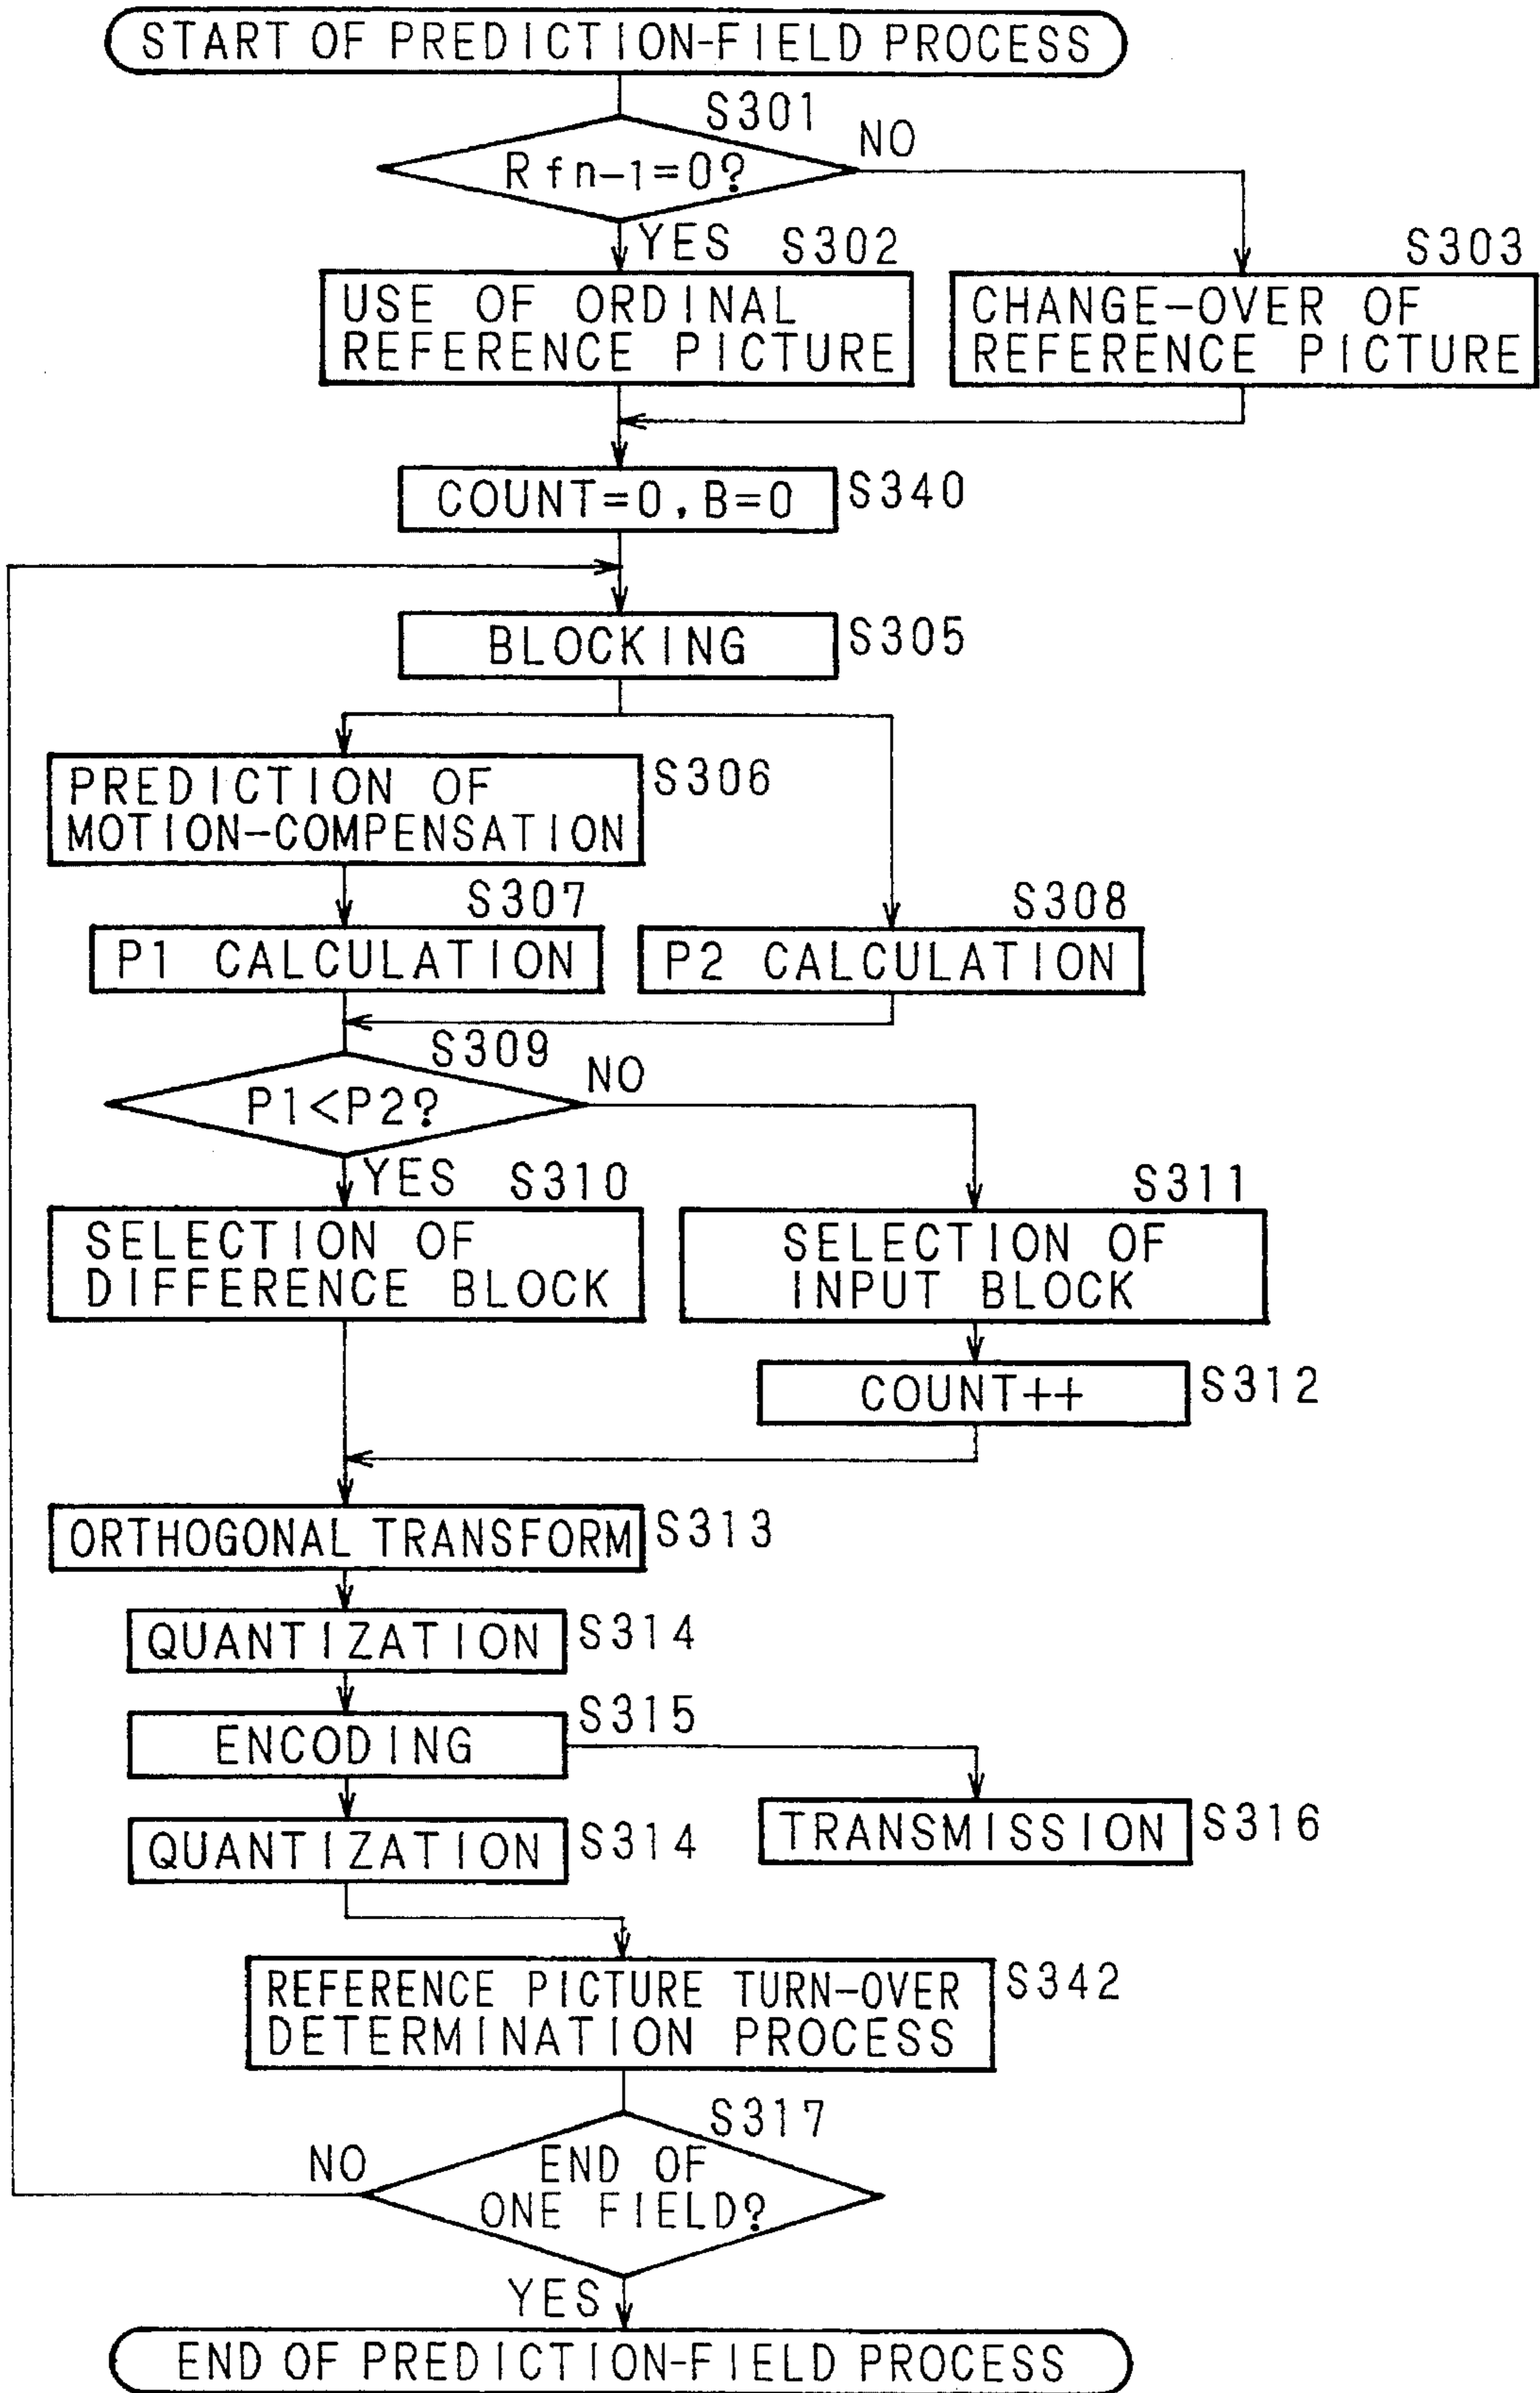 START OF PREDICTION-FIELD PROCESS
S301
NO
Rfn-1=0?
YES
S302
S303
USE OF ORDINAL
REFERENCE PICTURE
CHANGE-OVER OF
REFERENCE PICTURE
COUNT=0, B=0
S340
BLOCKING
S305
PREDICTION OF
MOTION-COMPENSATION
S306
S307
S308
P1 CALCULATION
P2 CALCULATION
S309
NO
P1<P2?
YES
S310
S311
SELECTION OF
DIFFERENCE BLOCK
SELECTION OF
INPUT BLOCK
COUNT++
S312
ORTHOGONAL TRANSFORM
S313
QUANTIZATION
S314
ENCODING
S315
TRANSMISSION
S316
QUANTIZATION
S314
REFERENCE PICTURE TURN-OVER
DETERMINATION PROCESS
S342
S317
NO
END OF
ONE FIELD?
YES
END OF PREDICTION-FIELD PROCESS